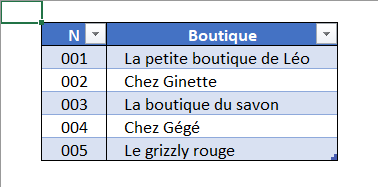 N Boutique
001 La petite boutique de Léo
002 Chez Ginette
003 La boutique du savon
004 Chez Gégé
005 Le grizzly rouge